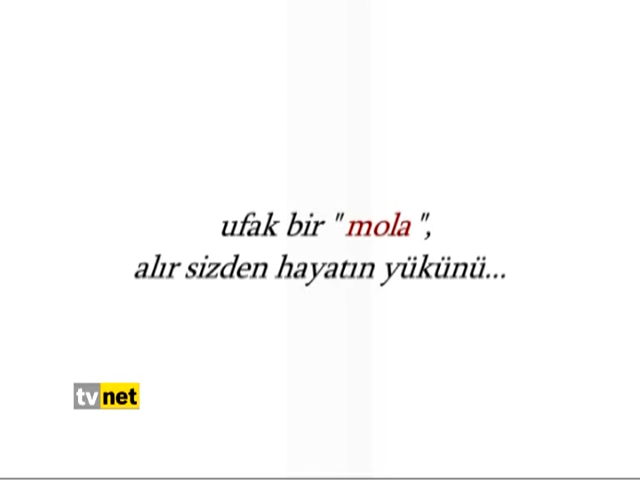 ufak bir "mola",
alır sizden hayatın yükünü...
tvnet